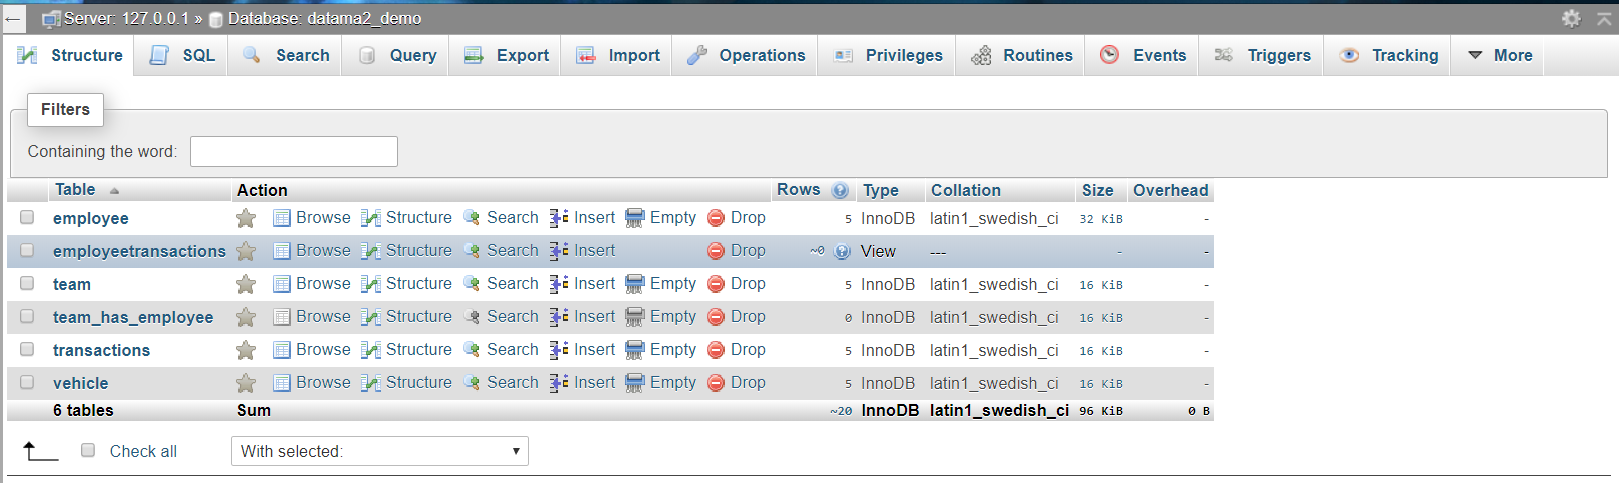 Server: 127.0.0.1 » Database: datama2_demo
Structure SQL Search Query Export Import Operations Privileges Routines Events Triggers Tracking More
Filters
Containing the word:
Table Action Rows Type Collation Size Overhead
employee Browse Structure Search Insert Empty Drop 5 InnoDB latin1_swedish_ci 32 KiB -
employeetransactions Browse Structure Search Insert Drop ~0 View --- - -
team Browse Structure Search Insert Empty Drop 5 InnoDB latin1_swedish_ci 16 KiB -
team_has_employee Browse Structure Search Insert Empty Drop 0 InnoDB latin1_swedish_ci 16 KiB -
transactions Browse Structure Search Insert Empty Drop 5 InnoDB latin1_swedish_ci 16 KiB -
vehicle Browse Structure Search Insert Empty Drop 5 InnoDB latin1_swedish_ci 16 KiB -
6 tables Sum ~20 InnoDB latin1_swedish_ci 96 KiB 0 B
Check all With selected: